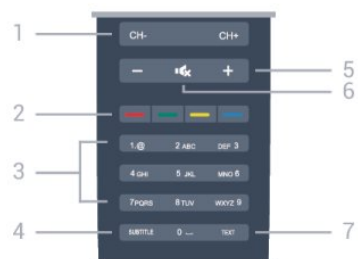 1 CH- CH+
− + 5
6
2
1.@ 2 ABC DEF 3
3 4 GHI 5 JKL MNO 6
7PQRS 8 TUV WXYZ 9
4 SUBTITLE 0 ⎵ TEXT 7